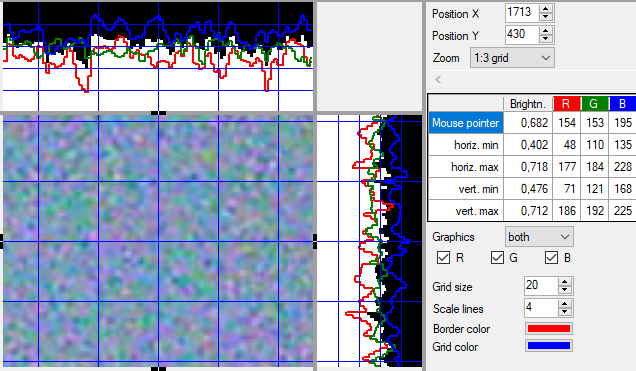 Position X 1713
Position Y 430
Zoom 1:3 grid
<
Brightn. R G B
Mouse pointer 0,682 154 153 195
horiz. min 0,402 48 110 135
horiz. max 0,718 177 184 228
vert. min 0,476 71 121 168
vert. max 0,712 186 192 225
Graphics both
R G B
Grid size 20
Scale lines 4
Border color
Grid color